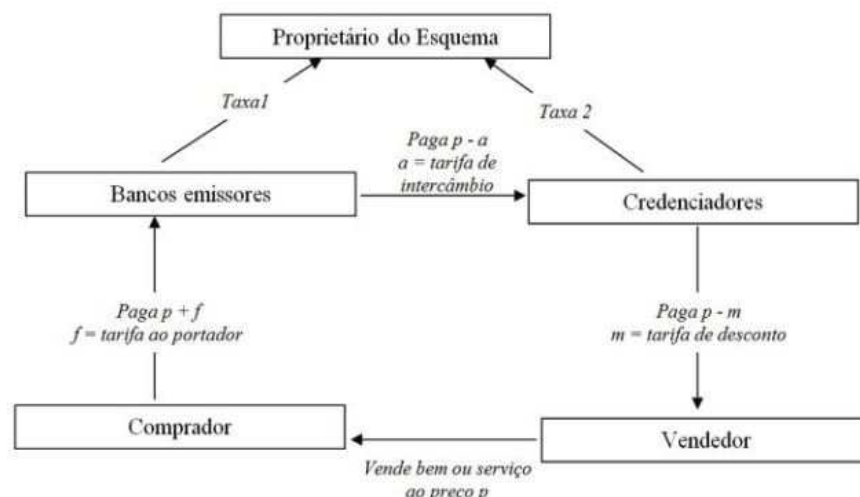 Proprietário do Esquema
Taxa1
Taxa 2
Paga p - a
a = tarifa de
intercâmbio
Bancos emissores
Credenciadores
Paga p + f
f = tarifa ao portador
Paga p - m
m = tarifa de desconto
Comprador
Vendedor
Vende bem ou serviço
ao preço p